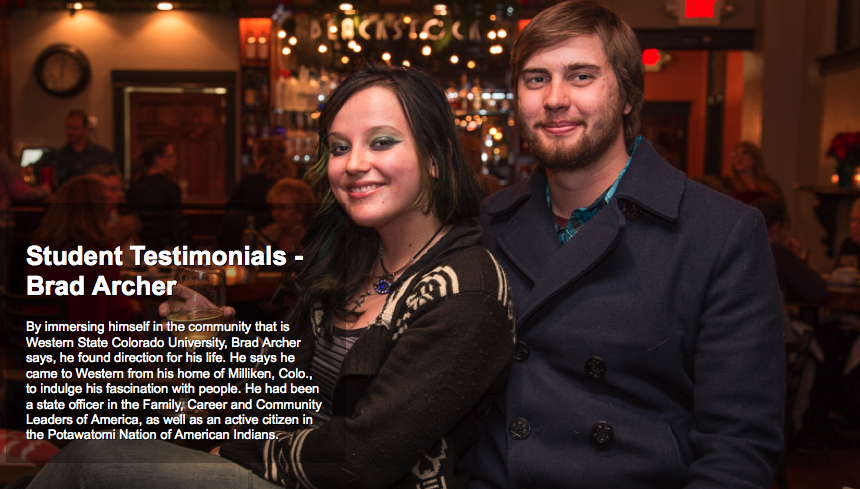 BLACKSTOCK
Student Testimonials -
Brad Archer
By immersing himself in the community that is
Western State Colorado University, Brad Archer
says, he found direction for his life. He says he
came to Western from his home of Milliken, Colo.,
to indulge his fascination with people. He had been
a state officer in the Family, Career and Community
Leaders of America, as well as an active citizen in
the Potawatomi Nation of American Indians.